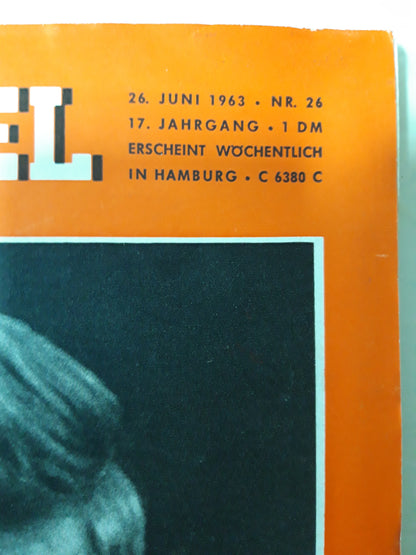 EL
26. JUNI 1963 • NR. 26
17. JAHRGANG • 1 DM
ERSCHEINT WÖCHENTLICH
IN HAMBURG • C 6380 C